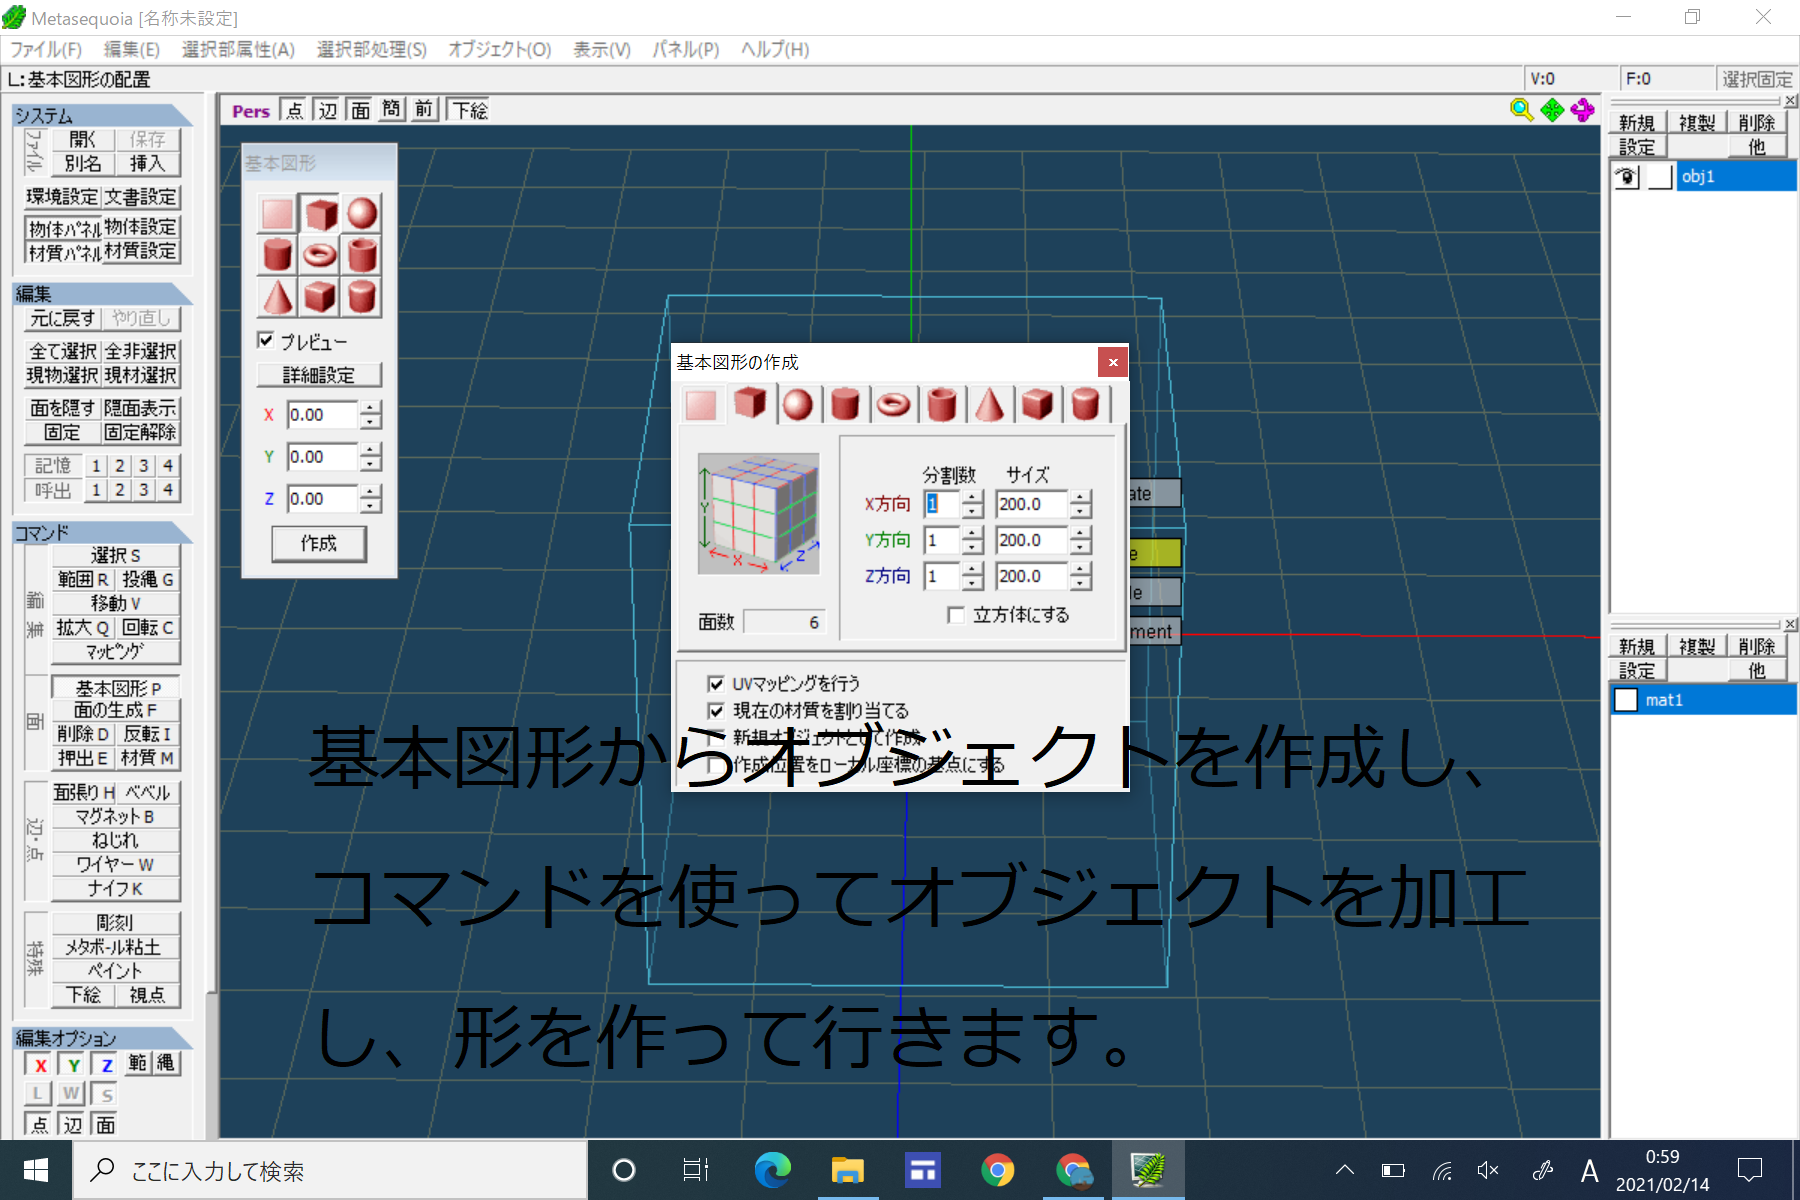 Metasequoia [名称未設定]
ファイル(F) 編集(E) 選択部属性(A) 選択部処理(S) オブジェクト(O) 表示(V) パネル(P) ヘルプ(H)
L:基本図形の配置 V:0 F:0 選択固定
システム
ファイル
開く 保存
別名 挿入
環境設定 文書設定
物体パネル 物体設定
材質パネル 材質設定
編集
元に戻す やり直し
全て選択 全非選択
現物選択 現材選択
面を隠す 隠面表示
固定 固定解除
記憶 1 2 3 4
呼出 1 2 3 4
コマンド
選択 S
範囲 R 投縄 G
移動 V
拡大 Q 回転 C
マッピング
基本図形 P
面の生成 F
削除 D 反転 I
押出 E 材質 M
面
面張り H ベベル
マグネット B
ねじれ
ワイヤー W
ナイフ K
辺・点
彫刻
メタボール粘土
ペイント
下絵 視点
特殊
編集オプション
X Y Z 範 縄
L W S
点 辺 面
Pers 点 辺 面 簡 前 下絵
基本図形
プレビュー
詳細設定
X 0.00
Y 0.00
Z 0.00
作成
基本図形の作成
分割数 サイズ
X方向 1 200.0
Y方向 1 200.0
Z方向 1 200.0
立方体にする
Y
X
Z
面数 6
UVマッピングを行う
現在の材質を割り当てる
新規オブジェクトとして作成
作成位置をローカル座標の基点にする
ate
e
le
ment
基本図形からオブジェクトを作成し、
コマンドを使ってオブジェクトを加工
し、形を作って行きます。
新規 複製 削除
設定 他
obj1
新規 複製 削除
設定 他
mat1
ここに入力して検索
A
0:59
2021/02/14